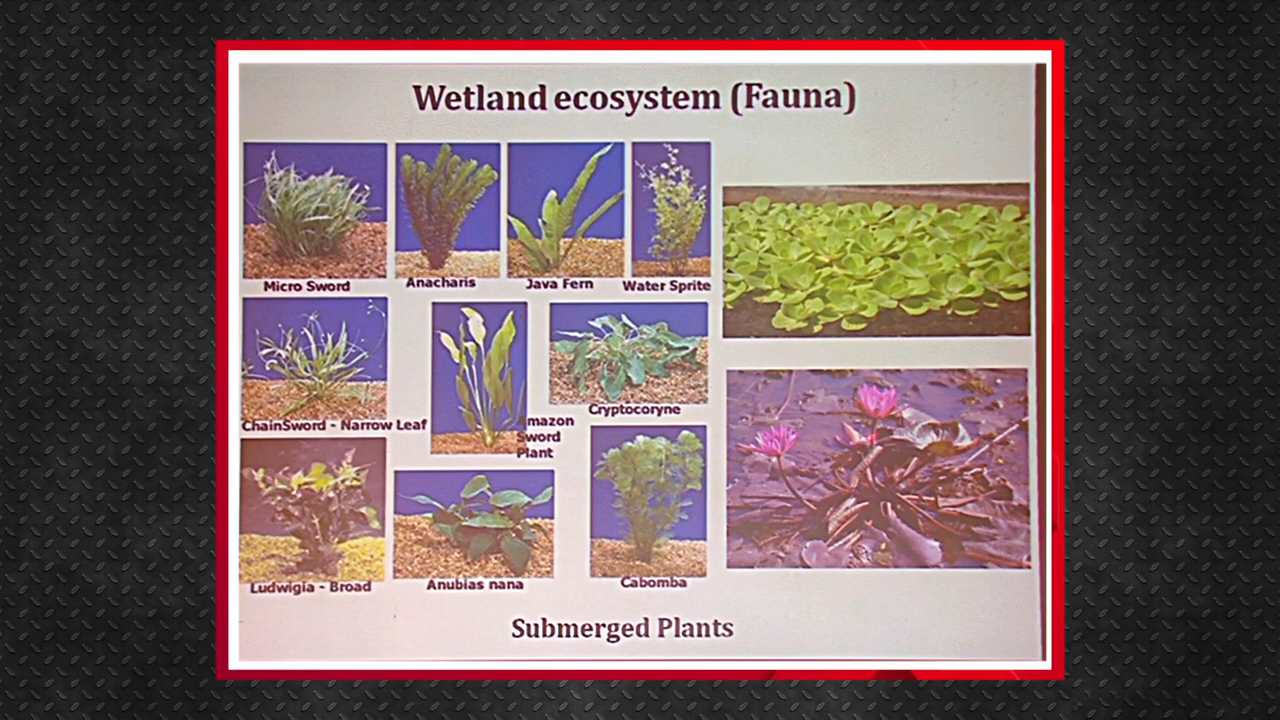 Wetland ecosystem (Fauna)
Micro Sword
Anacharis
Java Fern
Water Sprite
ChainSword - Narrow Leaf
mazon
Sword
Plant
Cryptocoryne
Ludwigia - Broad
Anubias nana
Cabomba
Submerged Plants